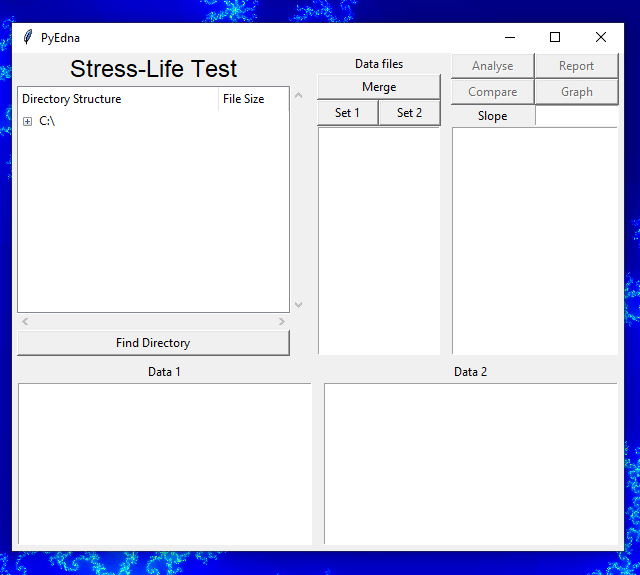 PyEdna
Stress-Life Test
Directory Structure
File Size
C:\
Find Directory
Data files
Merge
Set 1
Set 2
Analyse
Report
Compare
Graph
Slope
Data 1
Data 2